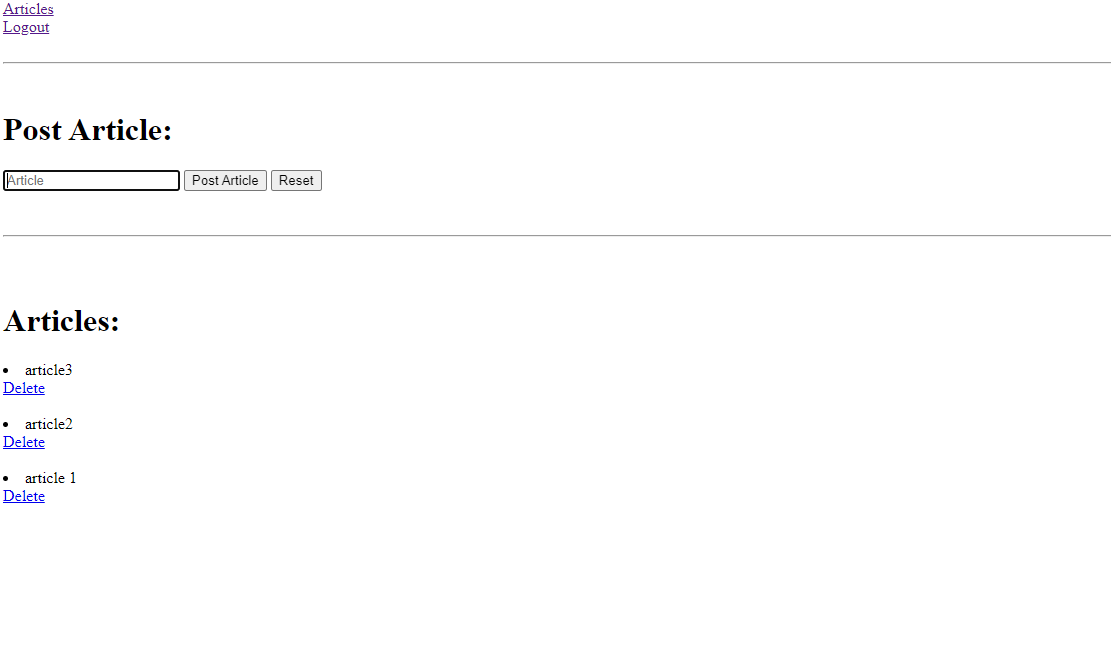 Articles
Logout
Post Article:
Article Post Article Reset
Articles:
• article3
Delete
• article2
Delete
• article 1
Delete